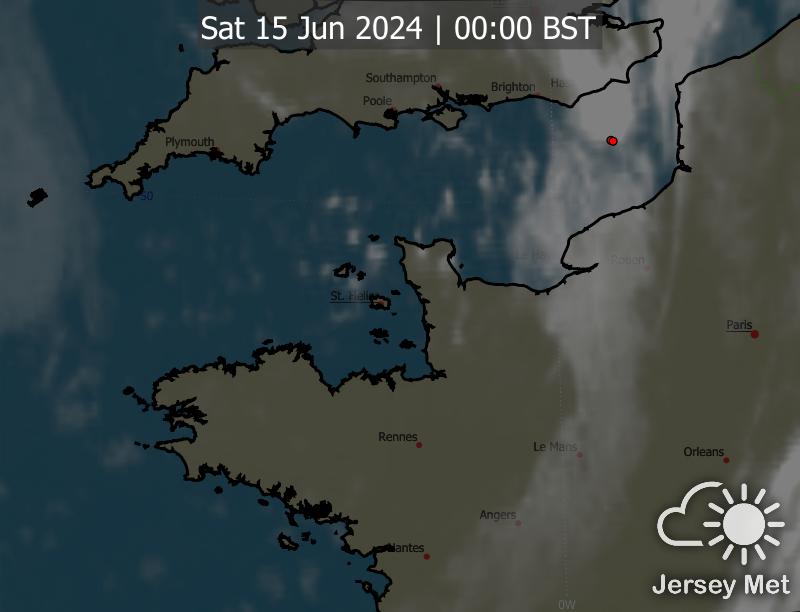 Sat 15 Jun 2024 | 00:00 BST
Southampton
Brighton
Poole
Plymouth
50
Rouen
St. Helier
Paris
Rennes
Le Mans
Orleans
Angers
Nantes
Jersey Met
0W